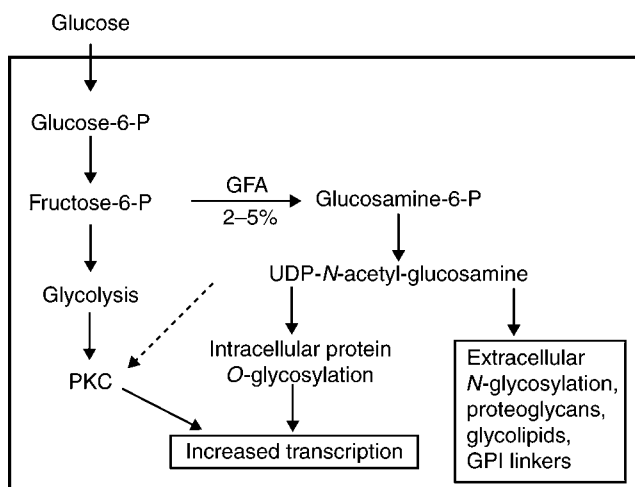 Glucose
Glucose-6-P
Fructose-6-P
GFA
2–5%
Glucosamine-6-P
Glycolysis
UDP-N-acetyl-glucosamine
PKC
Intracellular protein
O-glycosylation
Increased transcription
Extracellular
N-glycosylation,
proteoglycans,
glycolipids,
GPI linkers